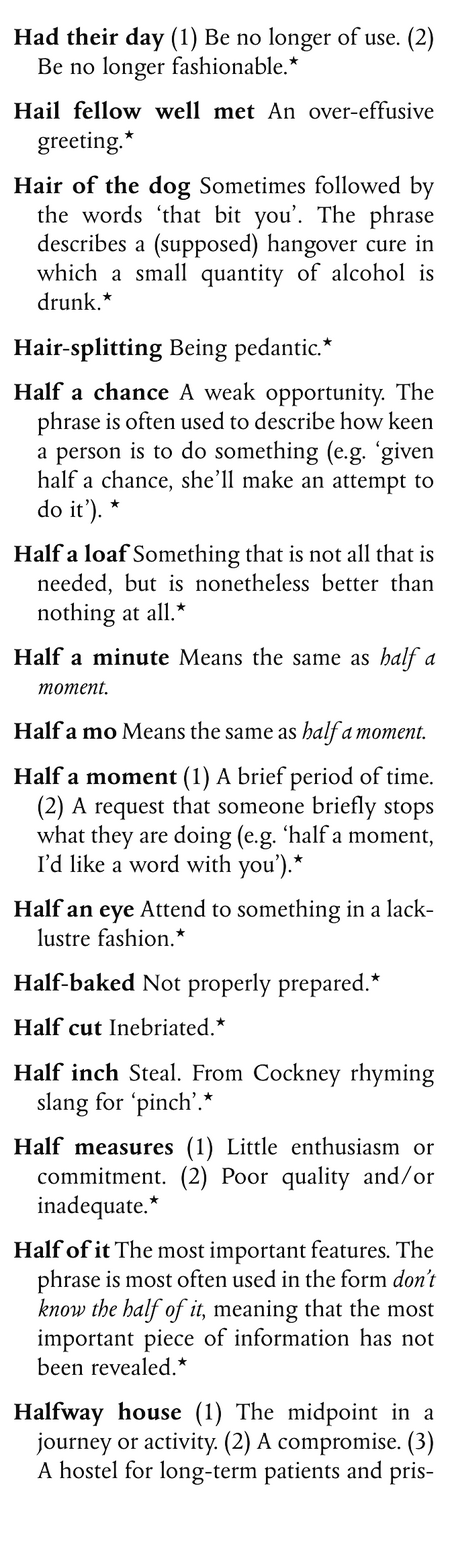 Had their day (1) Be no longer of use. (2)
Be no longer fashionable.★
Hail fellow well met An over-effusive
greeting.★
Hair of the dog Sometimes followed by
the words ‘that bit you’. The phrase
describes a (supposed) hangover cure in
which a small quantity of alcohol is
drunk.★
Hair-splitting Being pedantic.★
Half a chance A weak opportunity. The
phrase is often used to describe how keen
a person is to do something (e.g. ‘given
half a chance, she’ll make an attempt to
do it’). ★
Half a loaf Something that is not all that is
needed, but is nonetheless better than
nothing at all.★
Half a minute Means the same as half a
moment.
Half a mo Means the same as half a moment.
Half a moment (1) A brief period of time.
(2) A request that someone briefly stops
what they are doing (e.g. ‘half a moment,
I’d like a word with you’).★
Half an eye Attend to something in a lack-
lustre fashion.★
Half-baked Not properly prepared.★
Half cut Inebriated.★
Half inch Steal. From Cockney rhyming
slang for ‘pinch’.★
Half measures (1) Little enthusiasm or
commitment. (2) Poor quality and/or
inadequate.★
Half of it The most important features. The
phrase is most often used in the form don’t
know the half of it, meaning that the most
important piece of information has not
been revealed.★
Halfway house (1) The midpoint in a
journey or activity. (2) A compromise. (3)
A hostel for long-term patients and pris-